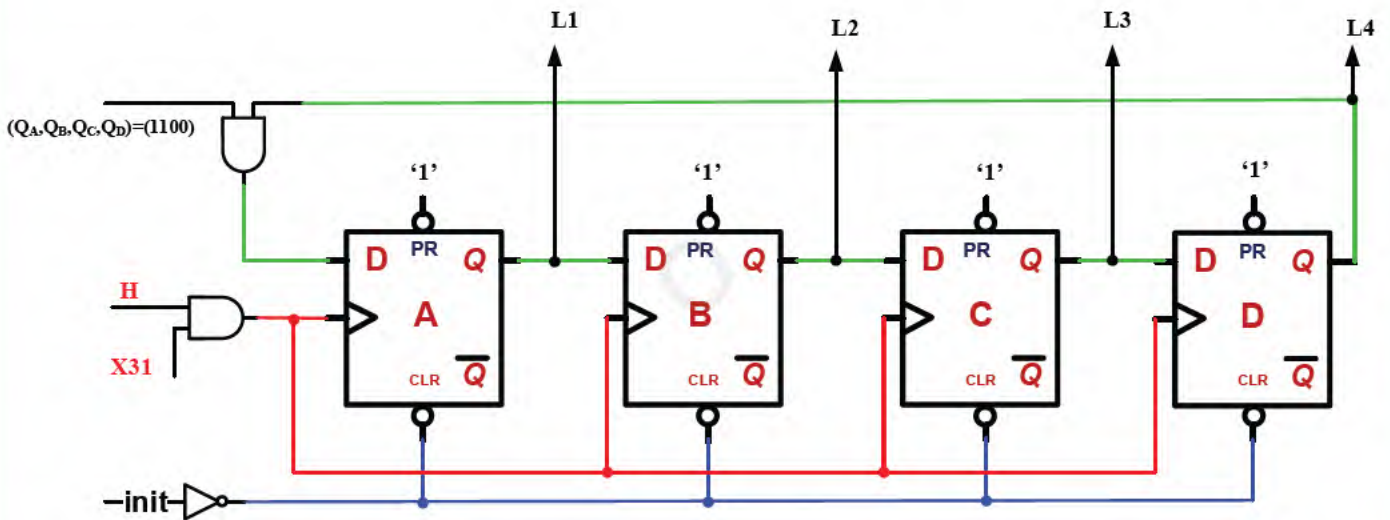 L1
L2
L3
L4
(QA,QB,QC,QD)=(1100)
‘1’
‘1’
‘1’
‘1’
D PR Q
D PR Q
D PR Q
D PR Q
H
A
B
C
D
X31
CLR Q
CLR Q
CLR Q
CLR Q
init